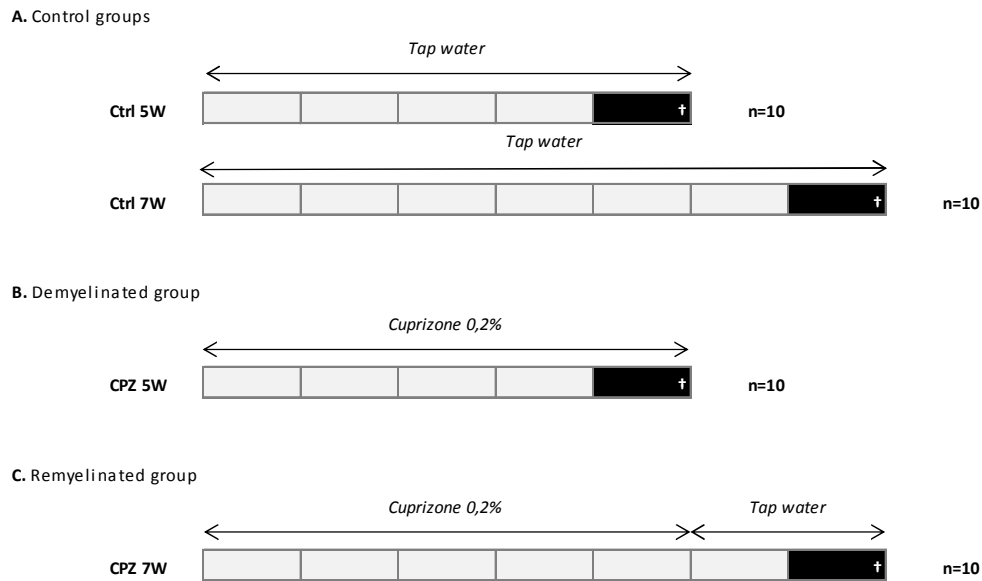 A. Control groups
Tap water
Ctrl 5W † n=10
Tap water
Ctrl 7W † n=10
B. Demyelinated group
Cuprizone 0,2%
CPZ 5W † n=10
C. Remyelinated group
Cuprizone 0,2% Tap water
CPZ 7W † n=10